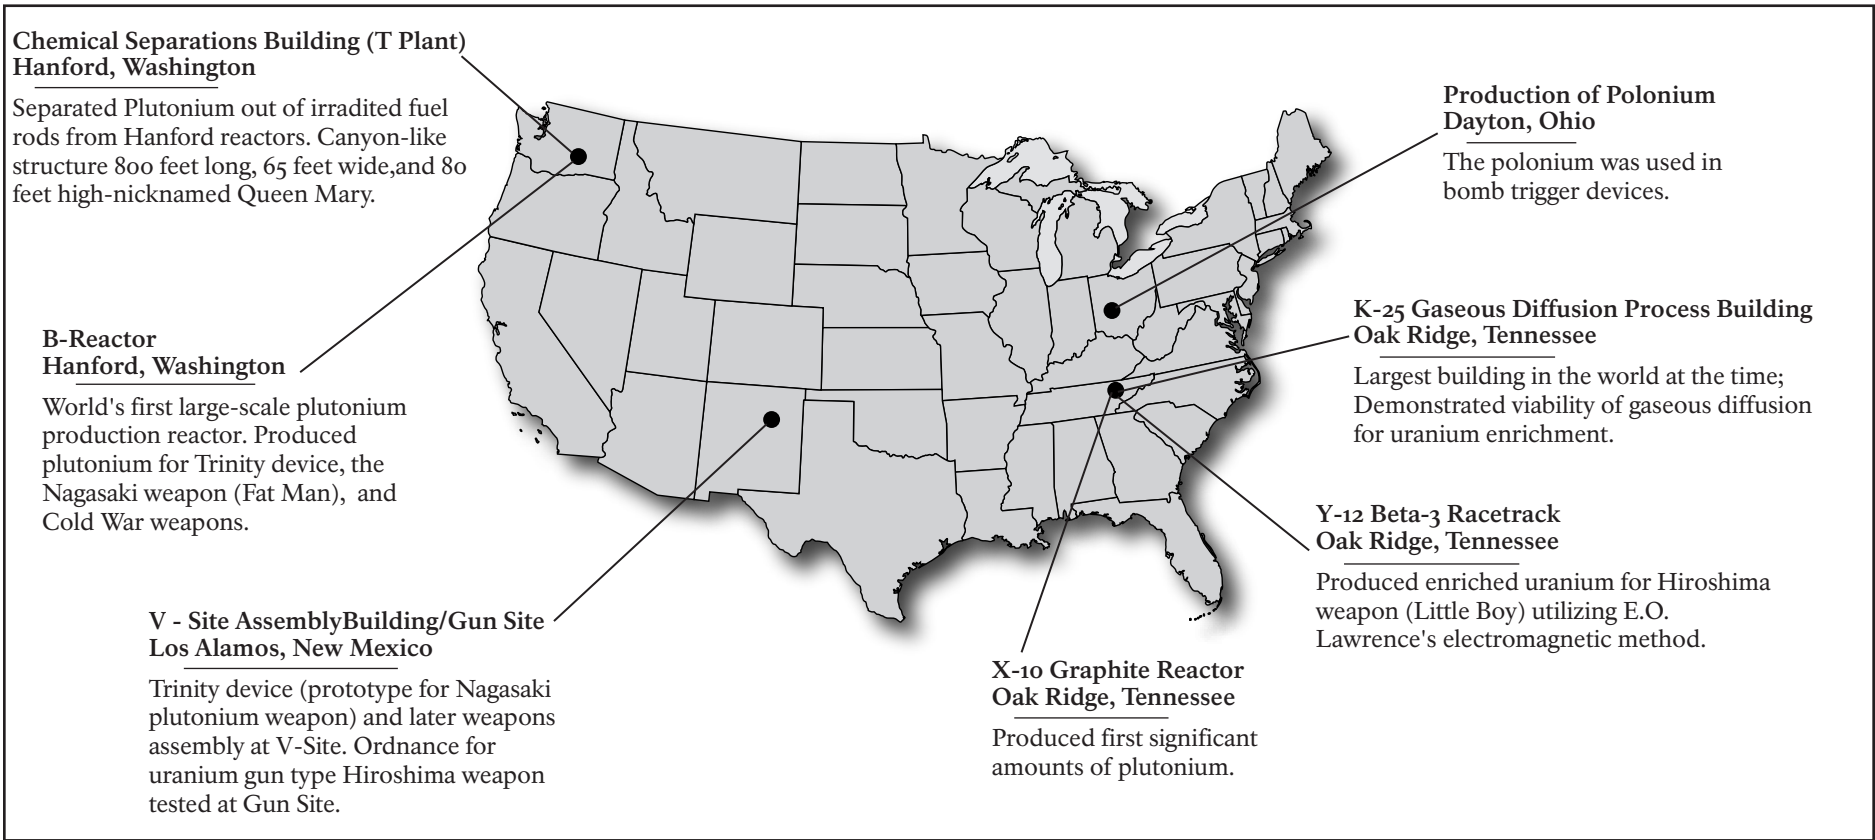 Chemical Separations Building (T Plant)
Hanford, Washington
Separated Plutonium out of irradited fuel
rods from Hanford reactors. Canyon-like
structure 800 feet long, 65 feet wide,and 80
feet high-nicknamed Queen Mary.
B-Reactor
Hanford, Washington
World's first large-scale plutonium
production reactor. Produced
plutonium for Trinity device, the
Nagasaki weapon (Fat Man), and
Cold War weapons.
V - Site AssemblyBuilding/Gun Site
Los Alamos, New Mexico
Trinity device (prototype for Nagasaki
plutonium weapon) and later weapons
assembly at V-Site. Ordnance for
uranium gun type Hiroshima weapon
tested at Gun Site.
Production of Polonium
Dayton, Ohio
The polonium was used in
bomb trigger devices.
K-25 Gaseous Diffusion Process Building
Oak Ridge, Tennessee
Largest building in the world at the time;
Demonstrated viability of gaseous diffusion
for uranium enrichment.
Y-12 Beta-3 Racetrack
Oak Ridge, Tennessee
Produced enriched uranium for Hiroshima
weapon (Little Boy) utilizing E.O.
Lawrence's electromagnetic method.
X-10 Graphite Reactor
Oak Ridge, Tennessee
Produced first significant
amounts of plutonium.